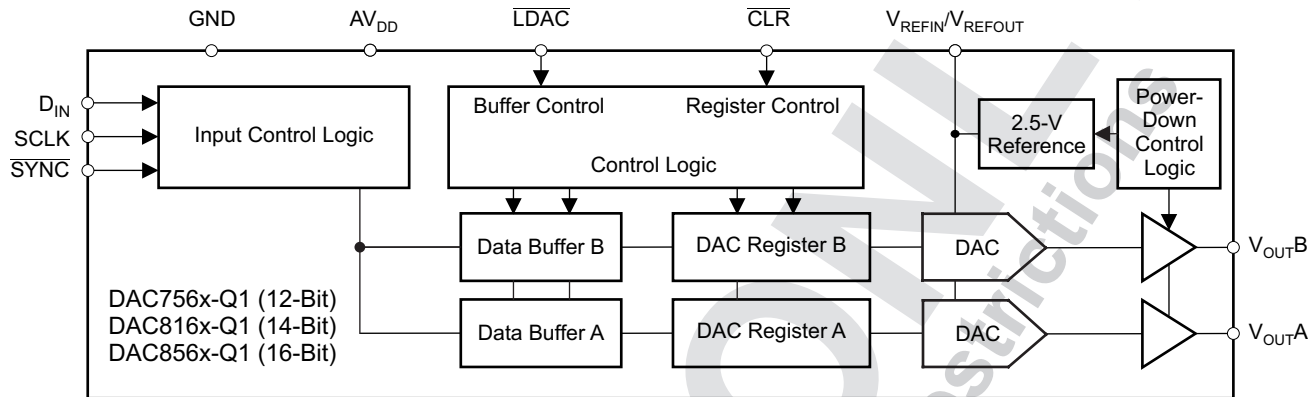 GND
AV_DD
LDAC
CLR
V_REFIN/V_REFOUT
D_IN
SCLK
SYNC
Input Control Logic
Buffer Control
Register Control
Control Logic
2.5-V
Reference
Power-
Down
Control
Logic
Data Buffer B
DAC Register B
DAC
V_OUTB
Data Buffer A
DAC Register A
DAC
V_OUTA
DAC756x-Q1 (12-Bit)
DAC816x-Q1 (14-Bit)
DAC856x-Q1 (16-Bit)